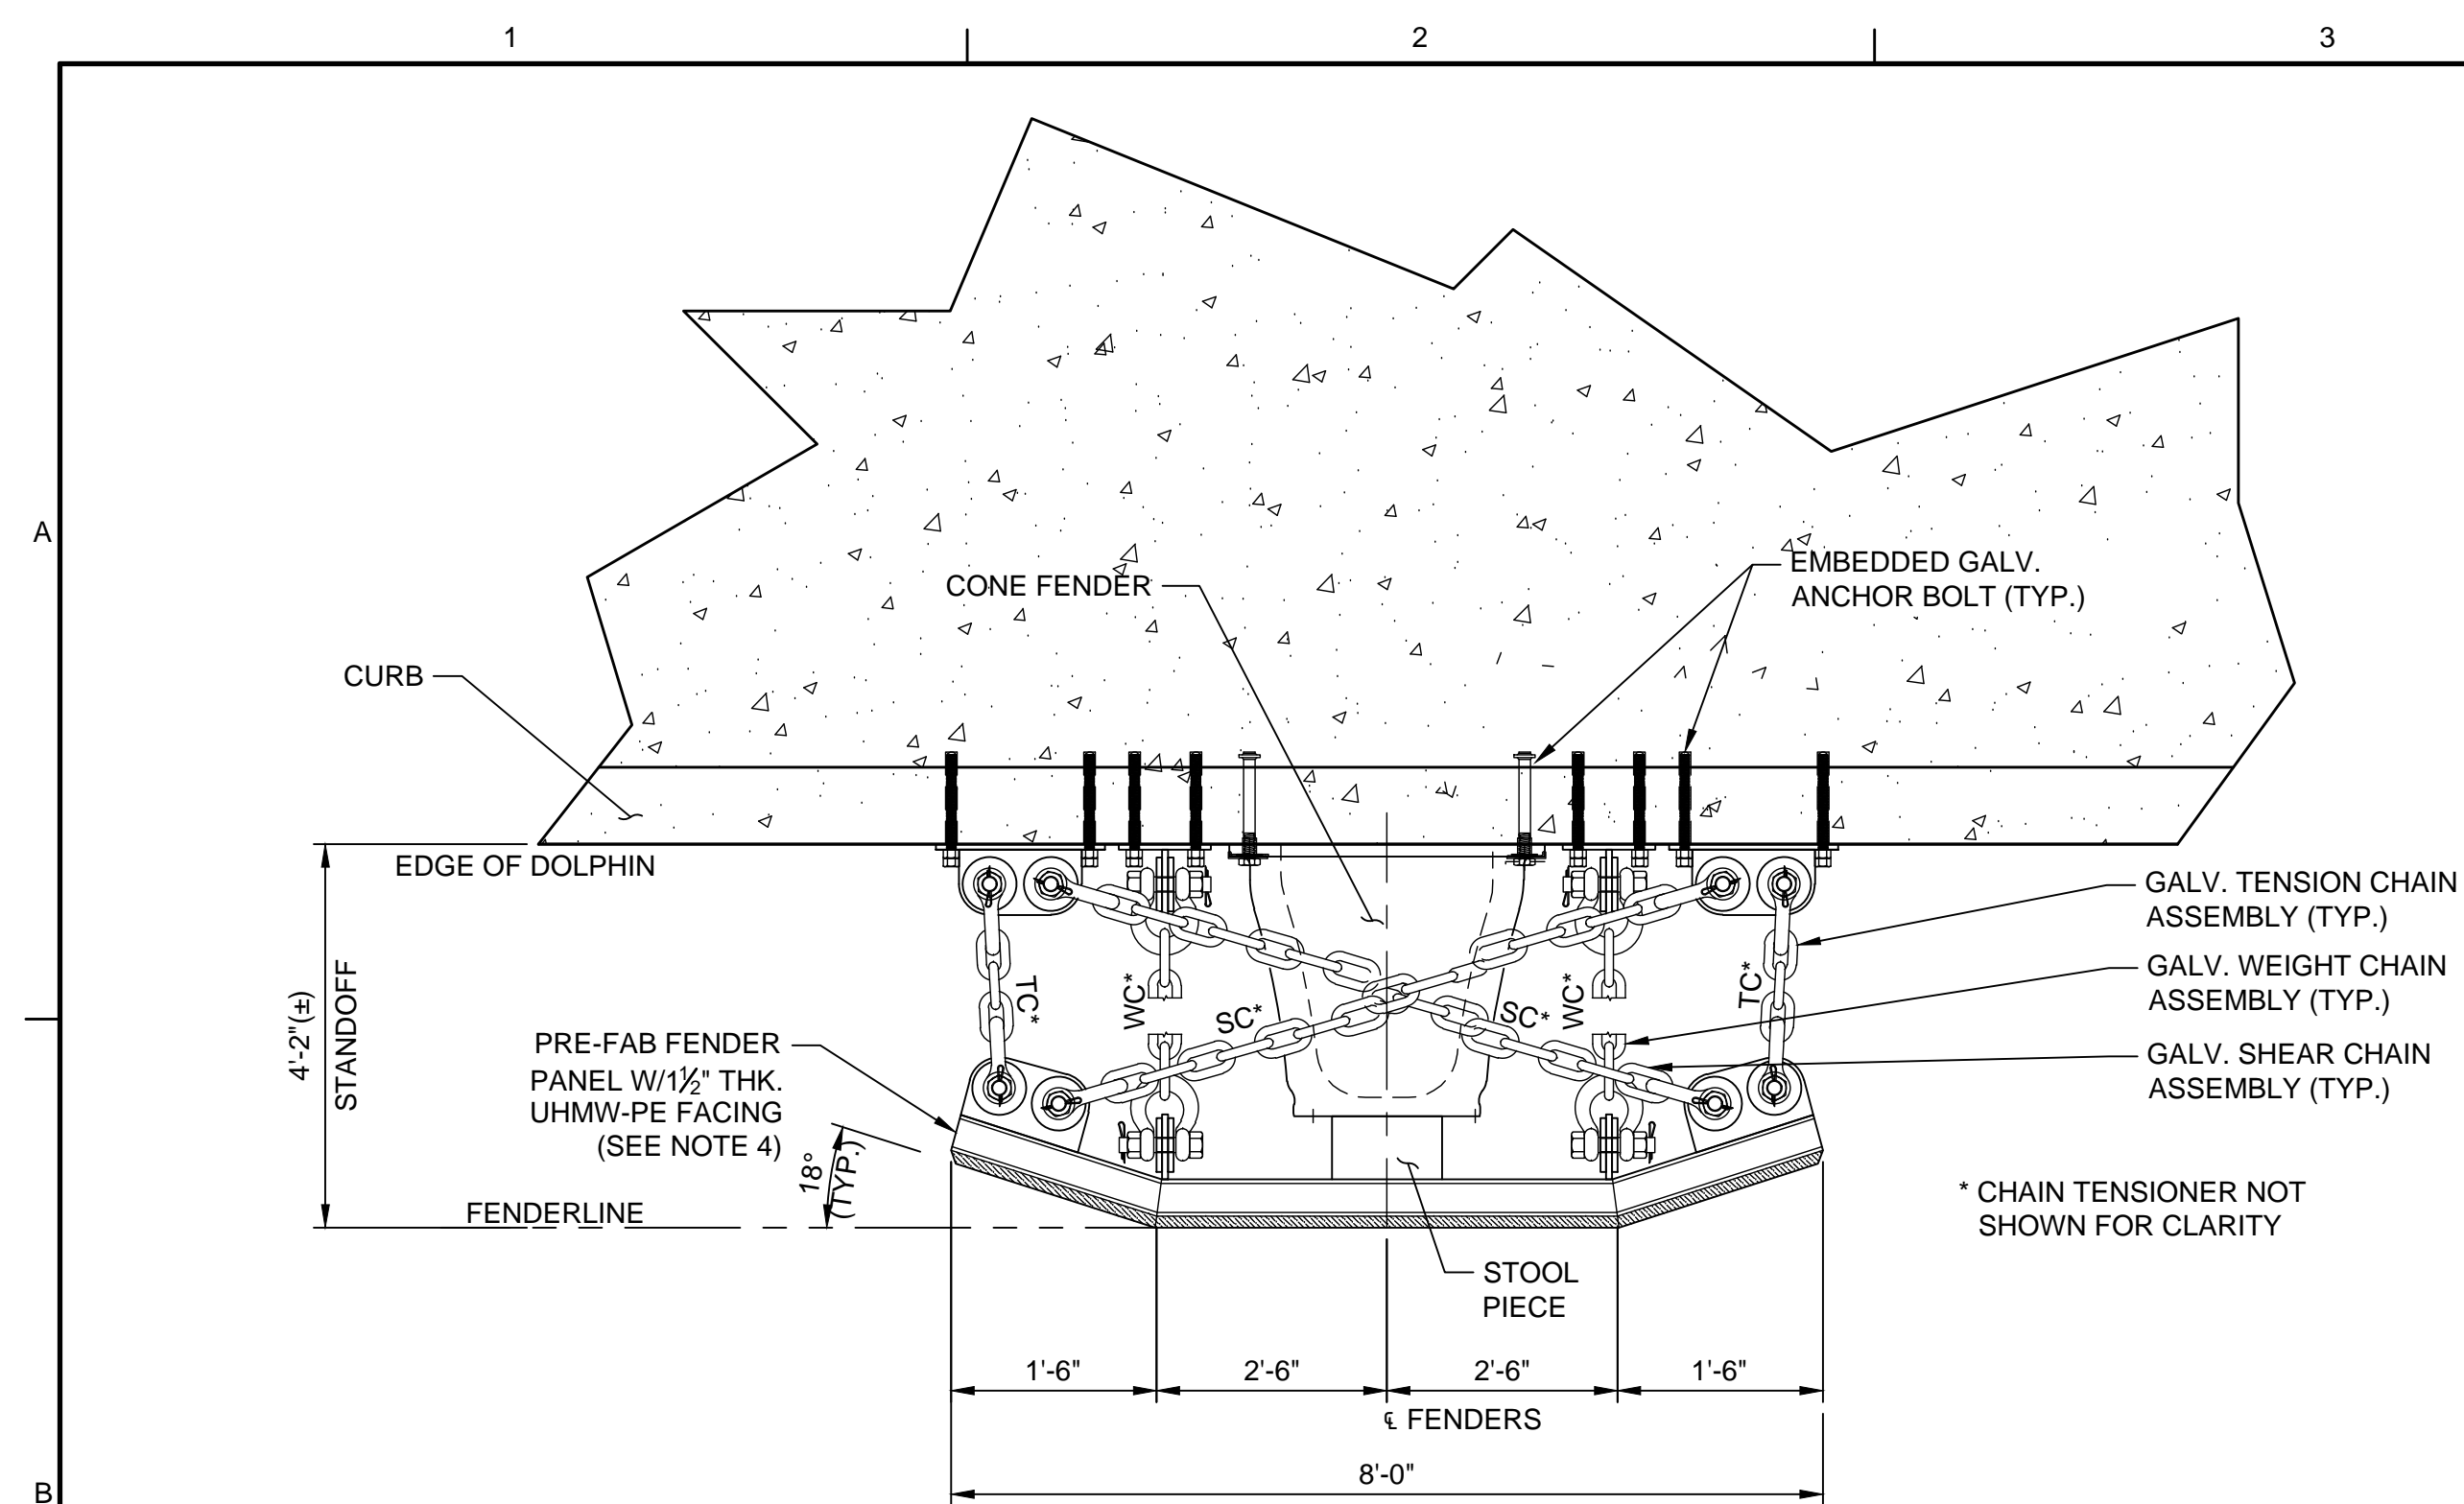 1
2
3
A
CONE FENDER
EMBEDDED GALV.
ANCHOR BOLT (TYP.)
CURB
EDGE OF DOLPHIN
GALV. TENSION CHAIN
ASSEMBLY (TYP.)
TC*
WC*
SC*
SC*
WC*
TC*
GALV. WEIGHT CHAIN
ASSEMBLY (TYP.)
4'-2"(±)
STANDOFF
PRE-FAB FENDER
PANEL W/1½" THK.
UHMW-PE FACING
(SEE NOTE 4)
GALV. SHEAR CHAIN
ASSEMBLY (TYP.)
18°
(TYP.)
FENDERLINE
* CHAIN TENSIONER NOT
SHOWN FOR CLARITY
STOOL
PIECE
1'-6"
2'-6"
2'-6"
1'-6"
℄ FENDERS
8'-0"
B